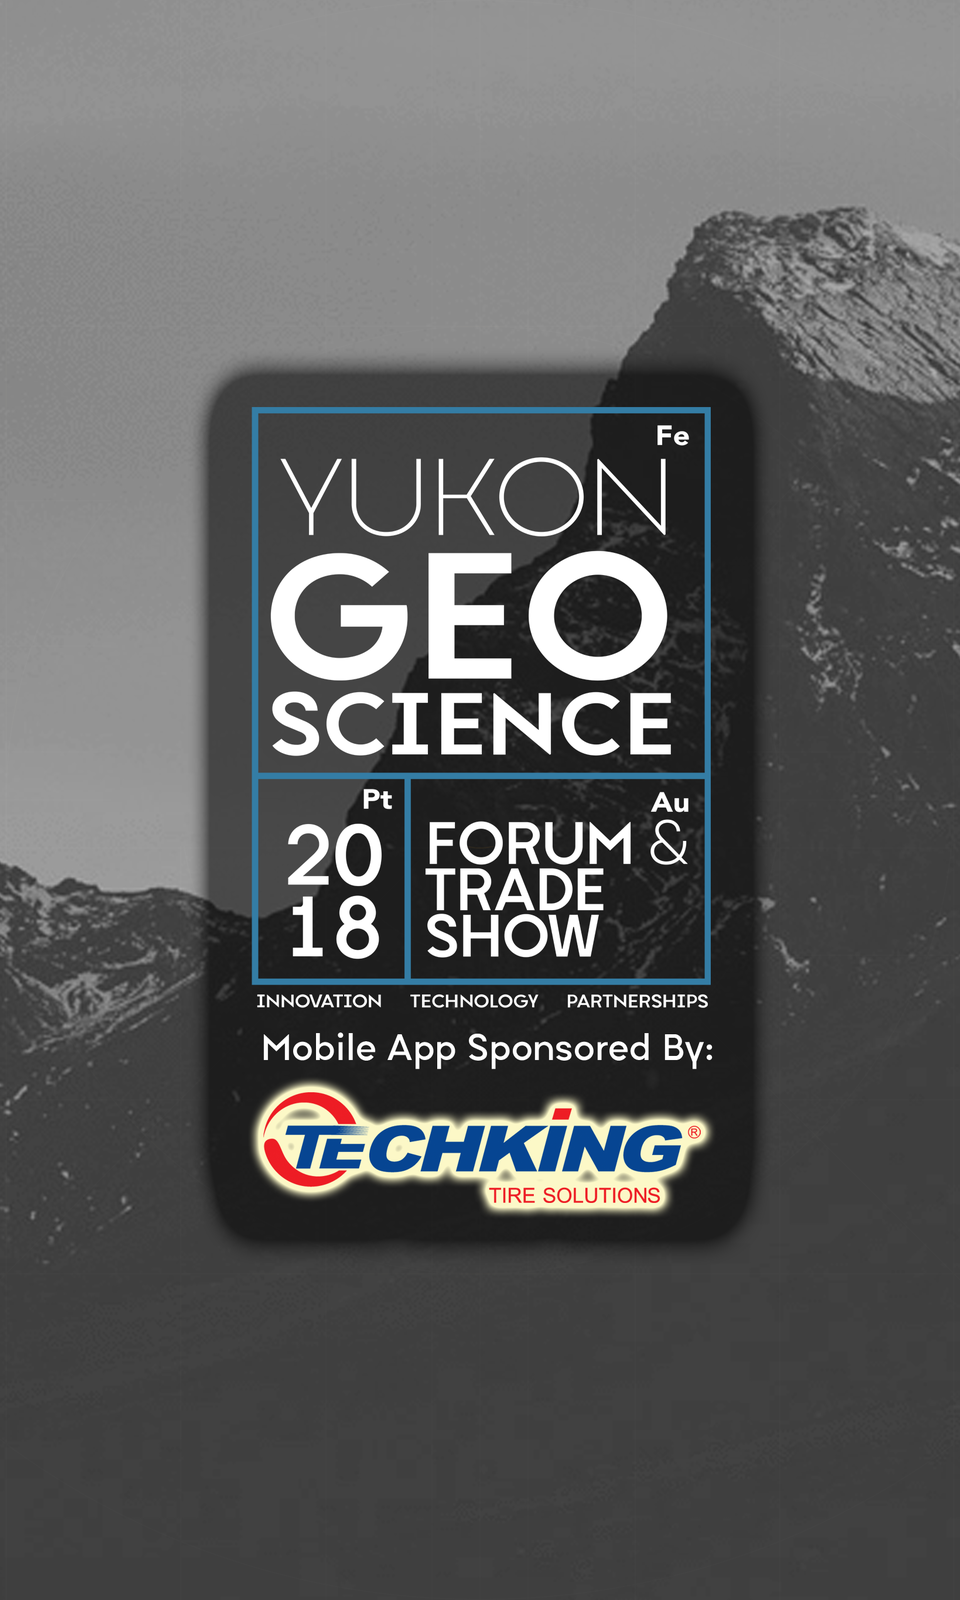 Fe
YUKON
GEO
SCIENCE
Pt
20
18
Au
FORUM &
TRADE
SHOW
INNOVATION TECHNOLOGY PARTNERSHIPS
Mobile App Sponsored By:
TECHKING®
TIRE SOLUTIONS